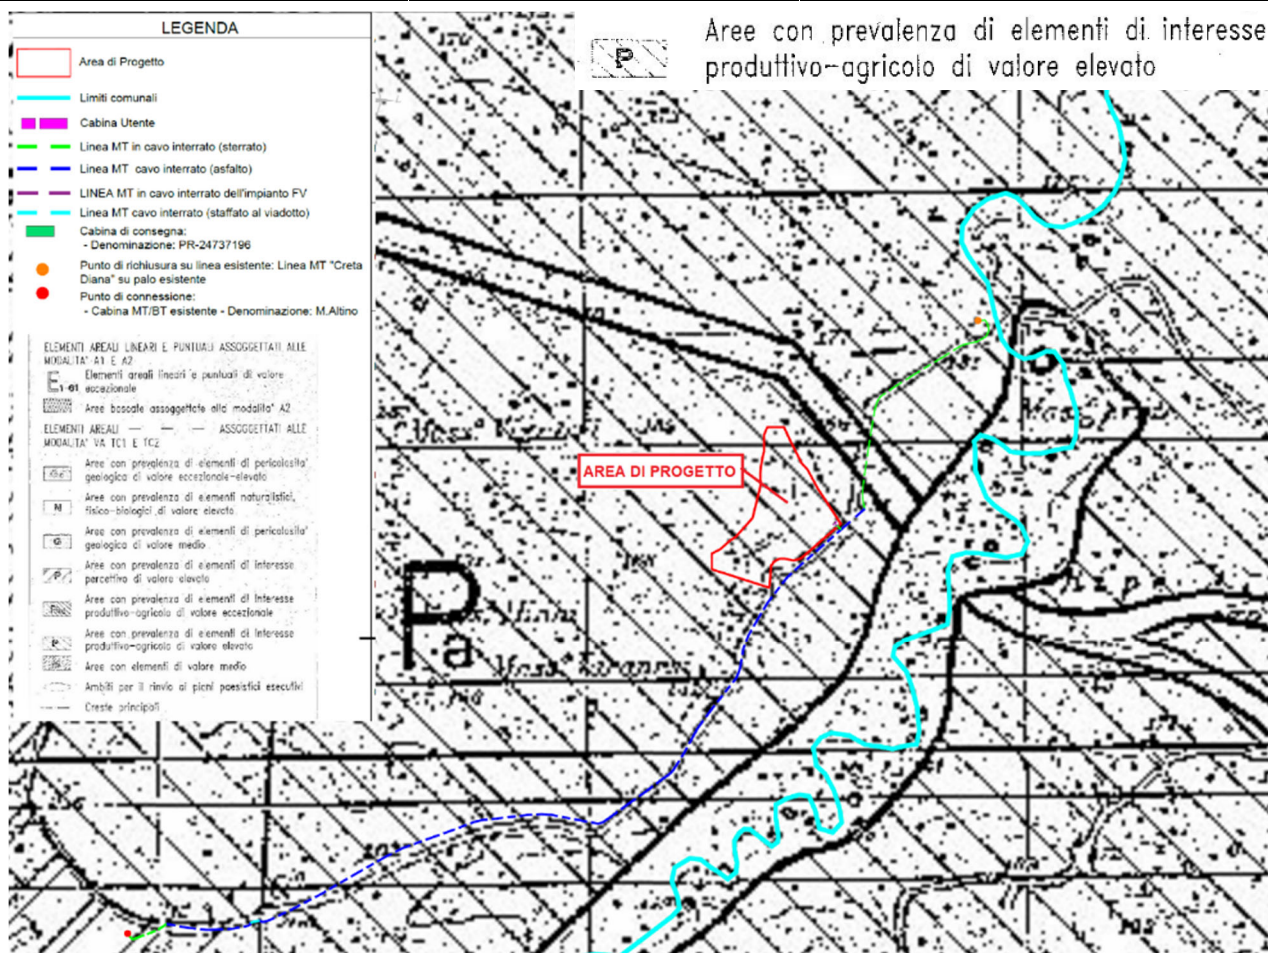 LEGENDA
Area di Progetto
Limiti comunali
Cabina Utente
Linea MT in cavo interrato (sterrato)
Linea MT cavo interrato (asfalto)
LINEA MT in cavo interrato dell'impianto FV
Linea MT cavo interrato (staffato al viadotto)
Cabina di consegna:
- Denominazione: PR-24737196
Punto di richiusura su linea esistente: Linea MT "Creta
Diana" su palo esistente
Punto di connessione:
- Cabina MT/BT esistente - Denominazione: M.Altino
ELEMENTI AREALI LINEARI E PUNTUALI ASSOGGETTATI ALLE
MODALITA' A1 E A2
E
Elementi areali lineari e puntuali di valore
eccezionale
Aree boscate assoggettate alla modalita' A2
ELEMENTI AREALI — — — ASSOGGETTATI ALLE
MODALITA' VA TC1 E TC2
Aree con prevalenza di elementi di pericolosita'
geologica di valore eccezionale-elevato
N
Aree con prevalenza di elementi naturalistici,
fisico-biologici di valore elevato
G
Aree con prevalenza di elementi di pericolosita'
geologica di valore medio
P
Aree con prevalenza di elementi di interesse
percettivo di valore elevato
Aree con prevalenza di elementi di interesse
produttivo-agricolo di valore eccezionale
P
Aree con prevalenza di elementi di interesse
produttivo-agricolo di valore elevato
Aree con elementi di valore medio
Ambiti per il rinvio ai piani paesistici esecutivi
Creste principali
P
Aree con prevalenza di elementi di interesse
produttivo-agricolo di valore elevato
AREA DI PROGETTO
Pa